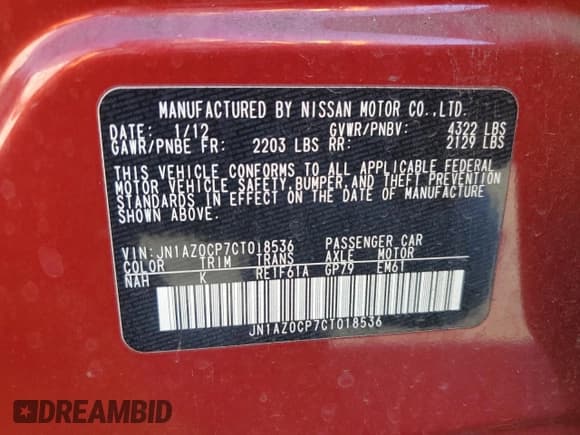 MANUFACTURED BY NISSAN MOTOR CO.,LTD.
DATE: 1/12 GVWR/PNBV: 4322 LBS
GAWR/PNBE FR: 2203 LBS RR: 2129 LBS
THIS VEHICLE CONFORMS TO ALL APPLICABLE FEDERAL
MOTOR VEHICLE SAFETY,BUMPER,AND THEFT PREVENTION
STANDARDS IN EFFECT ON THE DATE OF MANUFACTURE
SHOWN ABOVE.
VIN:JN1AZ0CP7CT018536 PASSENGER CAR
COLOR TRIM TRANS AXLE MOTOR
NAH K RE1F61A GP79 EM61
JN1AZ0CP7CT018536
DREAMBID